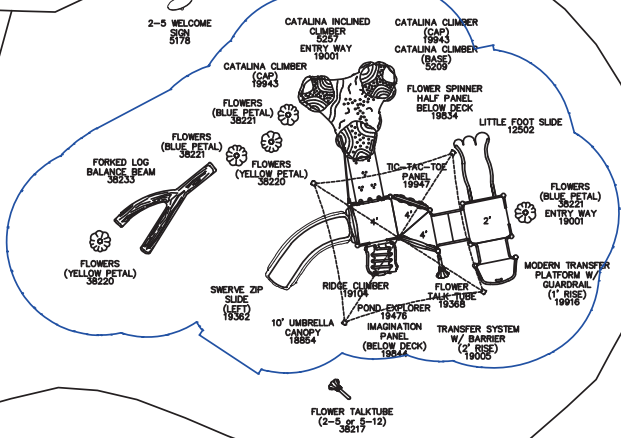 2-5 WELCOME
SIGN
5178
CATALINA INCLINED
CLIMBER
5257
ENTRY WAY
19001
CATALINA CLIMBER
(CAP)
19943
CATALINA CLIMBER
(BASE)
5209
CATALINA CLIMBER
(CAP)
19943
FLOWER SPINNER
HALF PANEL
BELOW DECK
19834
FLOWERS
(BLUE PETAL)
38221
LITTLE FOOT SLIDE
12502
FLOWERS
(BLUE PETAL)
38221
FORKED LOG
BALANCE BEAM
38233
FLOWERS
(YELLOW PETAL)
38220
TIC-TAC-TOE
PANEL
19947
FLOWERS
(BLUE PETAL)
38221
ENTRY WAY
19001
4'
4'
4'
2'
FLOWERS
(YELLOW PETAL)
38220
MODERN TRANSFER
PLATFORM W/
GUARDRAIL
(1' RISE)
19916
SWERVE ZIP
SLIDE
(LEFT)
19362
RIDGE CLIMBER
19104
FLOWER
TALK TUBE
19368
POND EXPLORER
19476
IMAGINATION
PANEL
(BELOW DECK)
19844
10' UMBRELLA
CANOPY
18854
TRANSFER SYSTEM
W/ BARRIER
(2' RISE)
19005
FLOWER TALKTUBE
(2-5 or 5-12)
38217